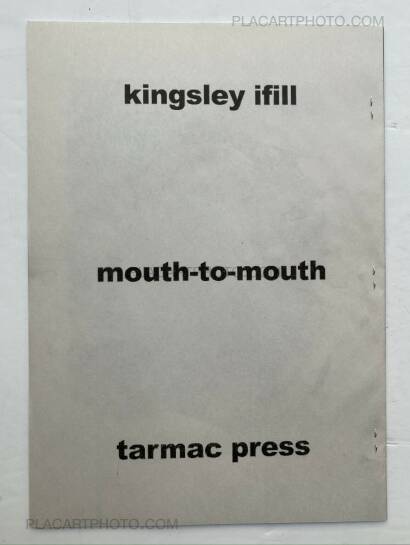 PLACARTPHOTO.COM
kingsley ifill
mouth-to-mouth
tarmac press
PLACARTPHOTO.COM